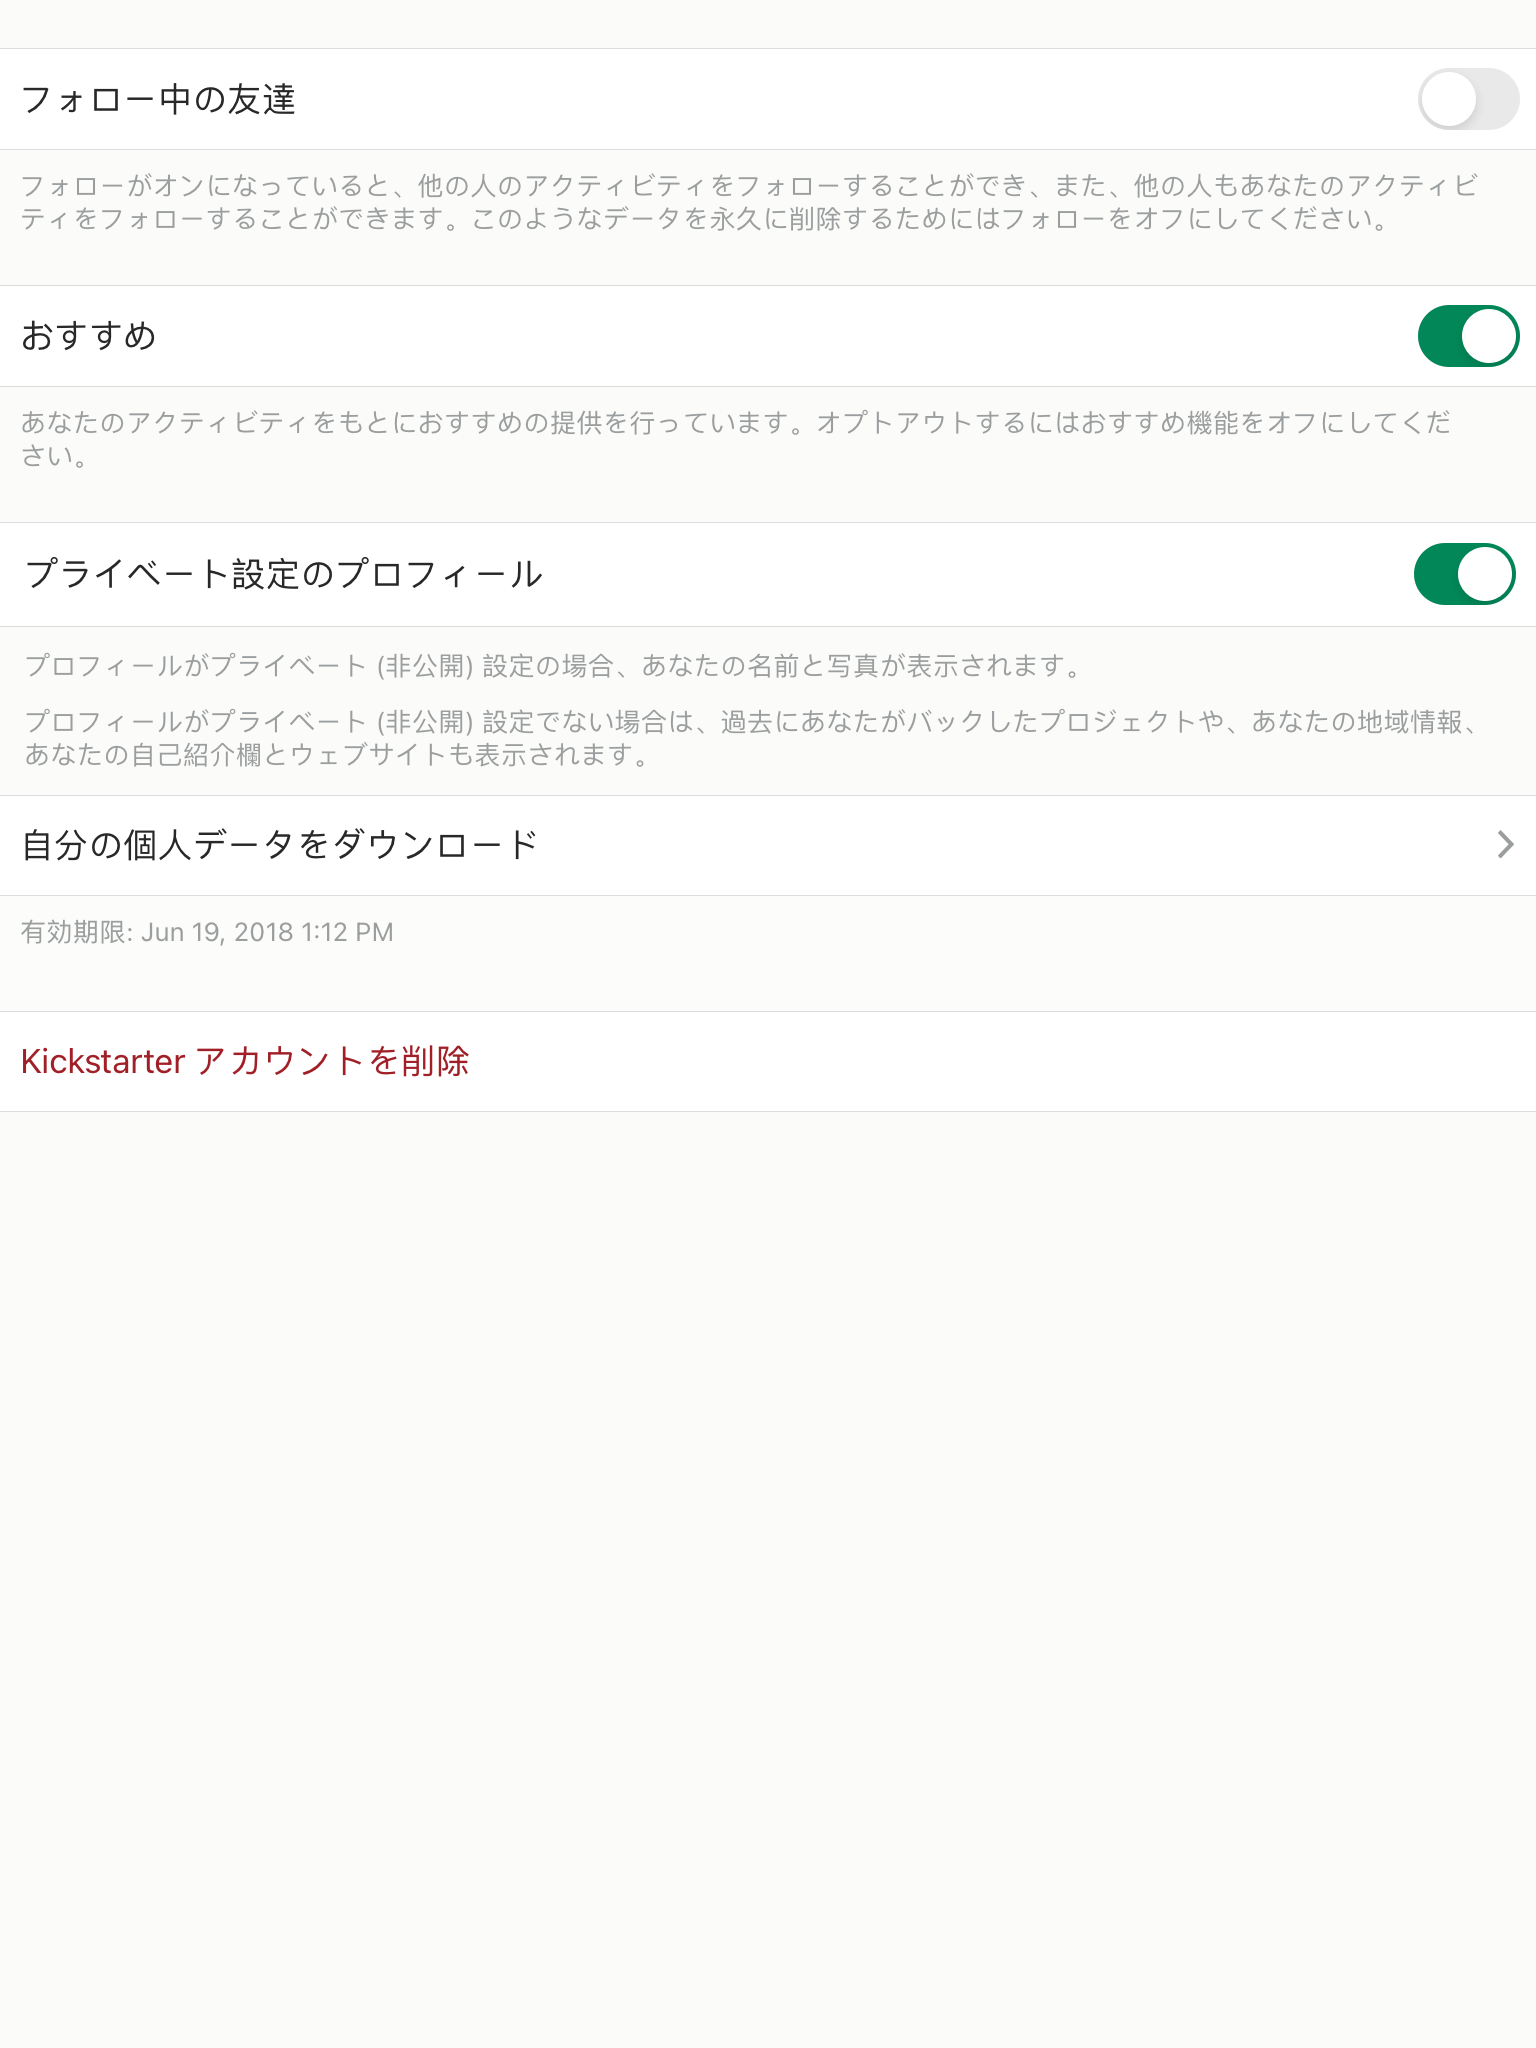 フォロー中の友達
フォローがオンになっていると、他の人のアクティビティをフォローすることができ、また、他の人もあなたのアクティビ
ティをフォローすることができます。このようなデータを永久に削除するためにはフォローをオフにしてください。
おすすめ
あなたのアクティビティをもとにおすすめの提供を行っています。オプトアウトするにはおすすめ機能をオフにしてくだ
さい。
プライベート設定のプロフィール
プロフィールがプライベート (非公開) 設定の場合、あなたの名前と写真が表示されます。
プロフィールがプライベート (非公開) 設定でない場合は、過去にあなたがバックしたプロジェクトや、あなたの地域情報、
あなたの自己紹介欄とウェブサイトも表示されます。
自分の個人データをダウンロード
有効期限: Jun 19, 2018 1:12 PM
Kickstarter アカウントを削除